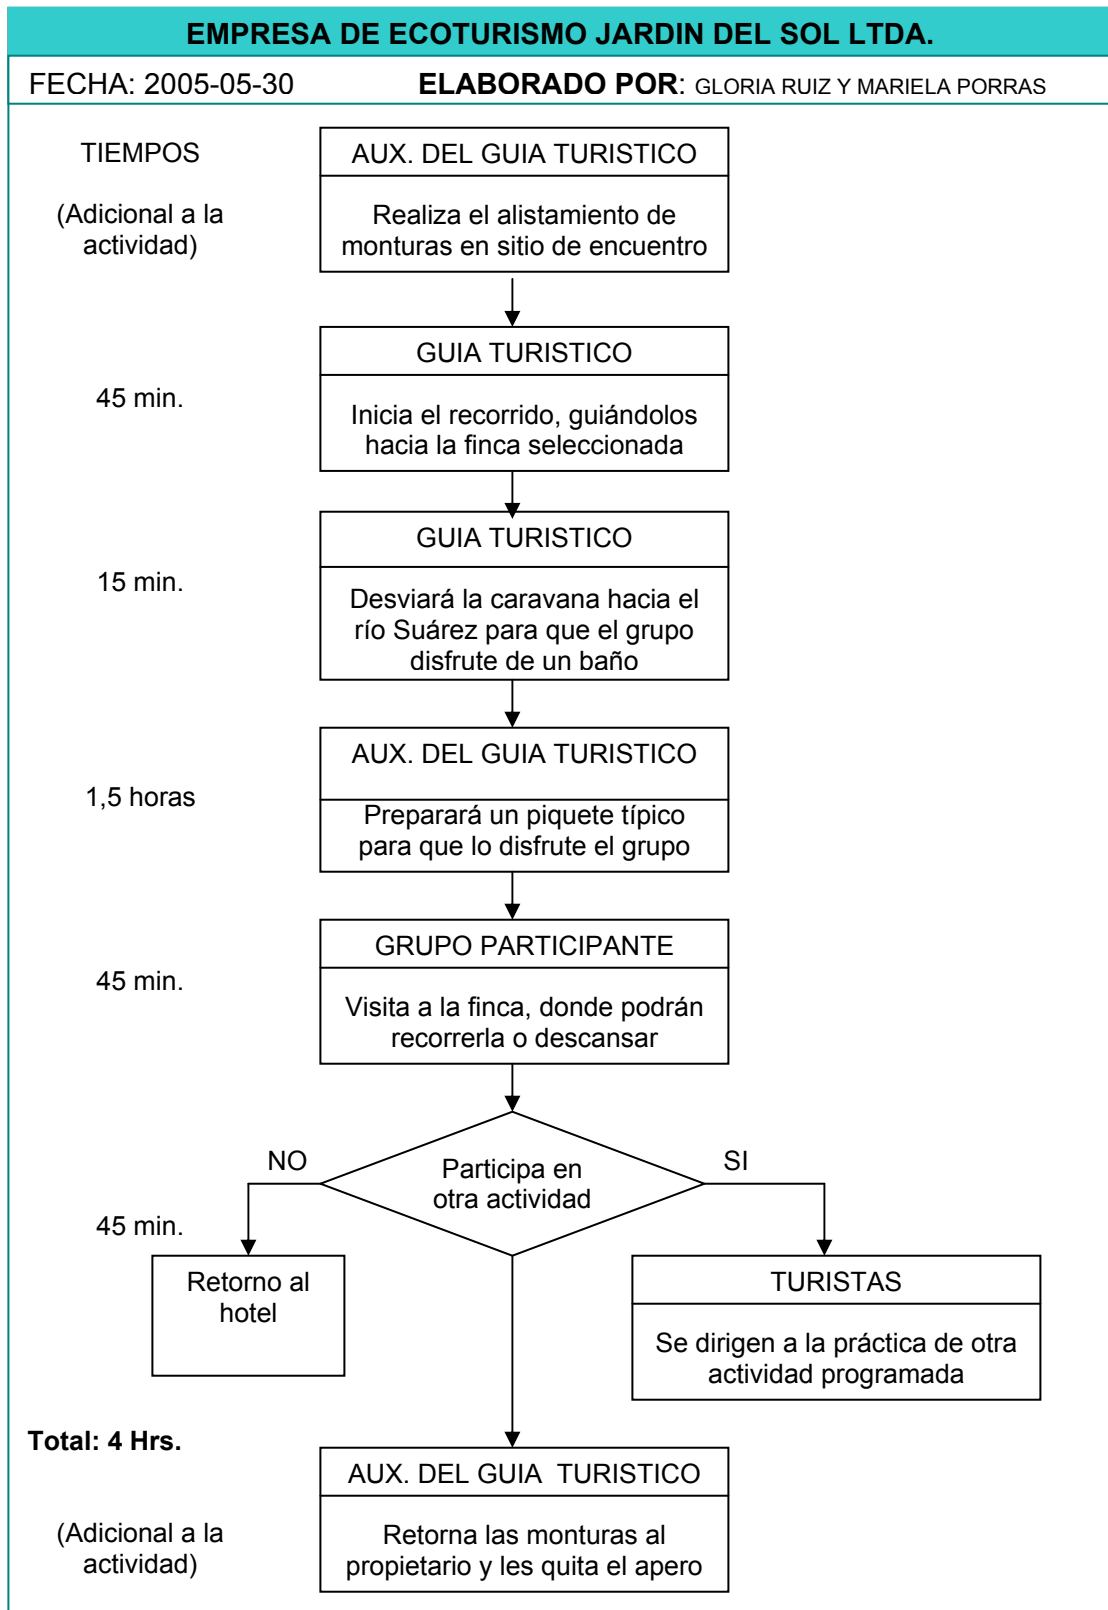 EMPRESA DE ECOTURISMO JARDIN DEL SOL LTDA.
FECHA: 2005-05-30 ELABORADO POR: GLORIA RUIZ Y MARIELA PORRAS
TIEMPOS
(Adicional a la
actividad)
AUX. DEL GUIA TURISTICO
Realiza el alistamiento de
monturas en sitio de encuentro
45 min.
GUIA TURISTICO
Inicia el recorrido, guiándolos
hacia la finca seleccionada
15 min.
GUIA TURISTICO
Desviará la caravana hacia el
río Suárez para que el grupo
disfrute de un baño
1,5 horas
AUX. DEL GUIA TURISTICO
Preparará un piquete típico
para que lo disfrute el grupo
45 min.
GRUPO PARTICIPANTE
Visita a la finca, donde podrán
recorrerla o descansar
NO
Participa en
otra actividad
SI
45 min.
Retorno al
hotel
TURISTAS
Se dirigen a la práctica de otra
actividad programada
Total: 4 Hrs.
(Adicional a la
actividad)
AUX. DEL GUIA TURISTICO
Retorna las monturas al
propietario y les quita el apero